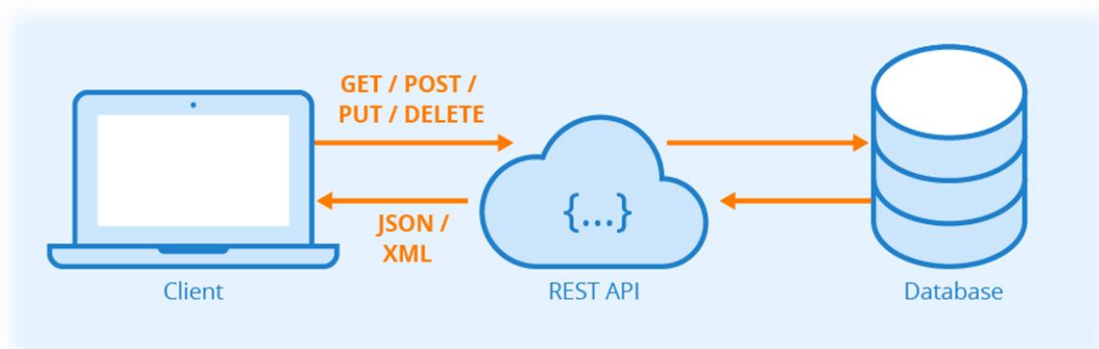 GET / POST /
PUT / DELETE
{...}
JSON /
XML
Client
REST API
Database